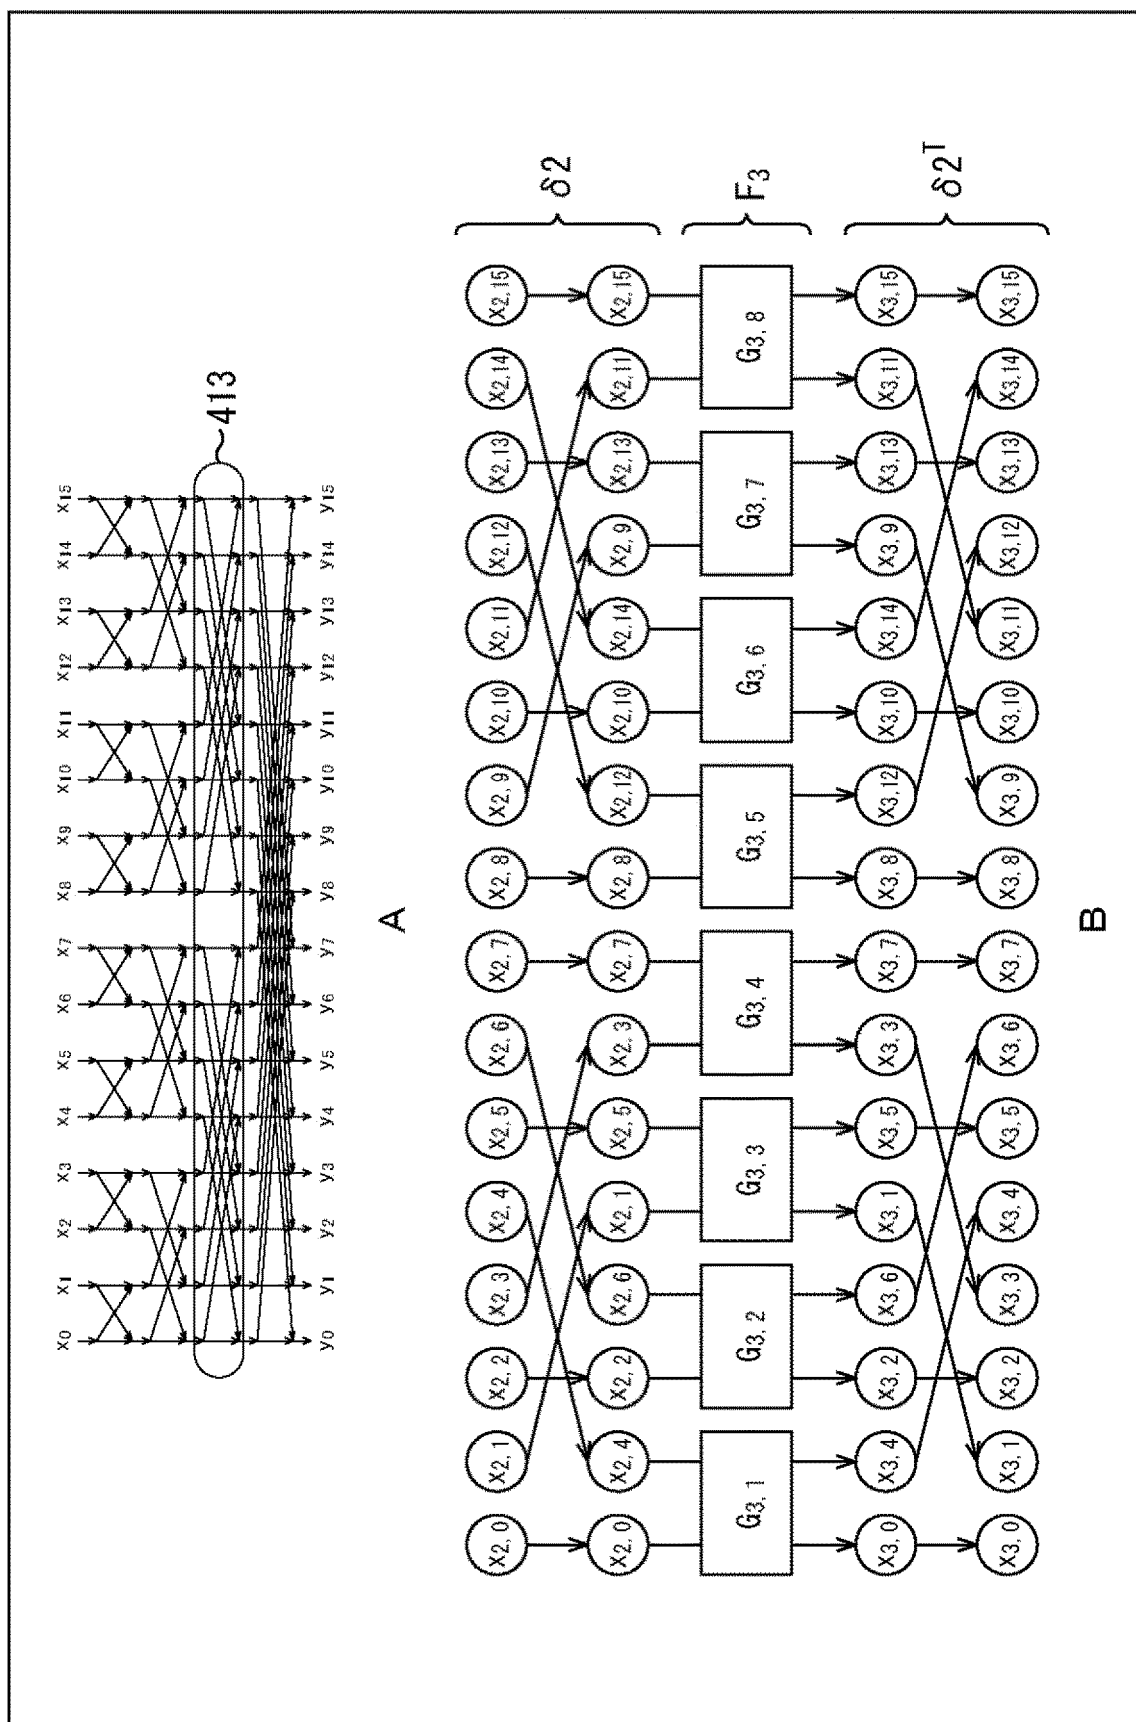 x0 x1 x2 x3 x4 x5 x6 x7 x8 x9 x10 x11 x12 x13 x14 x15
413
y0 y1 y2 y3 y4 y5 y6 y7 y8 y9 y10 y11 y12 y13 y14 y15
A
x2,0 x2,1 x2,2 x2,3 x2,4 x2,5 x2,6 x2,7 x2,8 x2,9 x2,10 x2,11 x2,12 x2,13 x2,14 x2,15
δ2
x2,0 x2,4 x2,2 x2,6 x2,1 x2,5 x2,3 x2,7 x2,8 x2,12 x2,10 x2,14 x2,9 x2,13 x2,11 x2,15
G3,1 G3,2 G3,3 G3,4 G3,5 G3,6 G3,7 G3,8
F3
x3,0 x3,4 x3,2 x3,6 x3,1 x3,5 x3,3 x3,7 x3,8 x3,12 x3,10 x3,14 x3,9 x3,13 x3,11 x3,15
δ2T
x3,0 x3,1 x3,2 x3,3 x3,4 x3,5 x3,6 x3,7 x3,8 x3,9 x3,10 x3,11 x3,12 x3,13 x3,14 x3,15
B